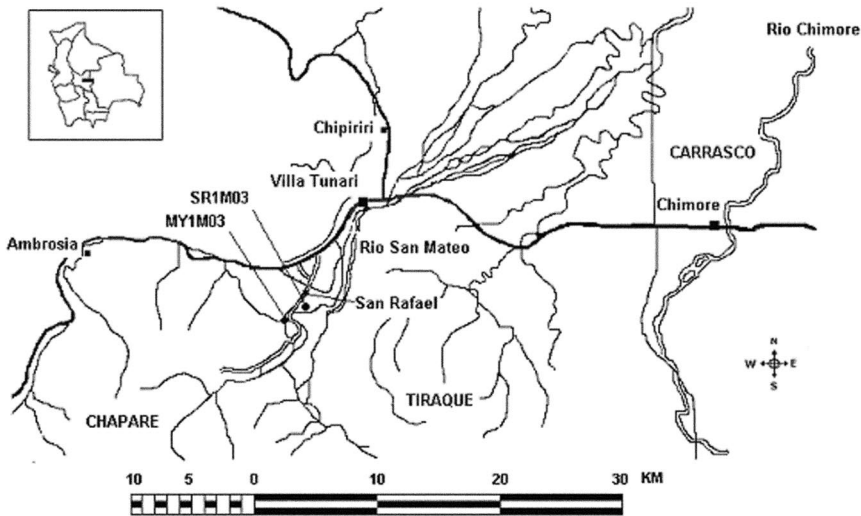 Rio Chimore
Chipiriri
CARRASCO
Villa Tunari
SR1M03
Chimore
MY1M03
Ambrosia
Rio San Mateo
San Rafael
N
W E
S
TIRAQUE
CHAPARE
10 5 0 10 20 30 KM